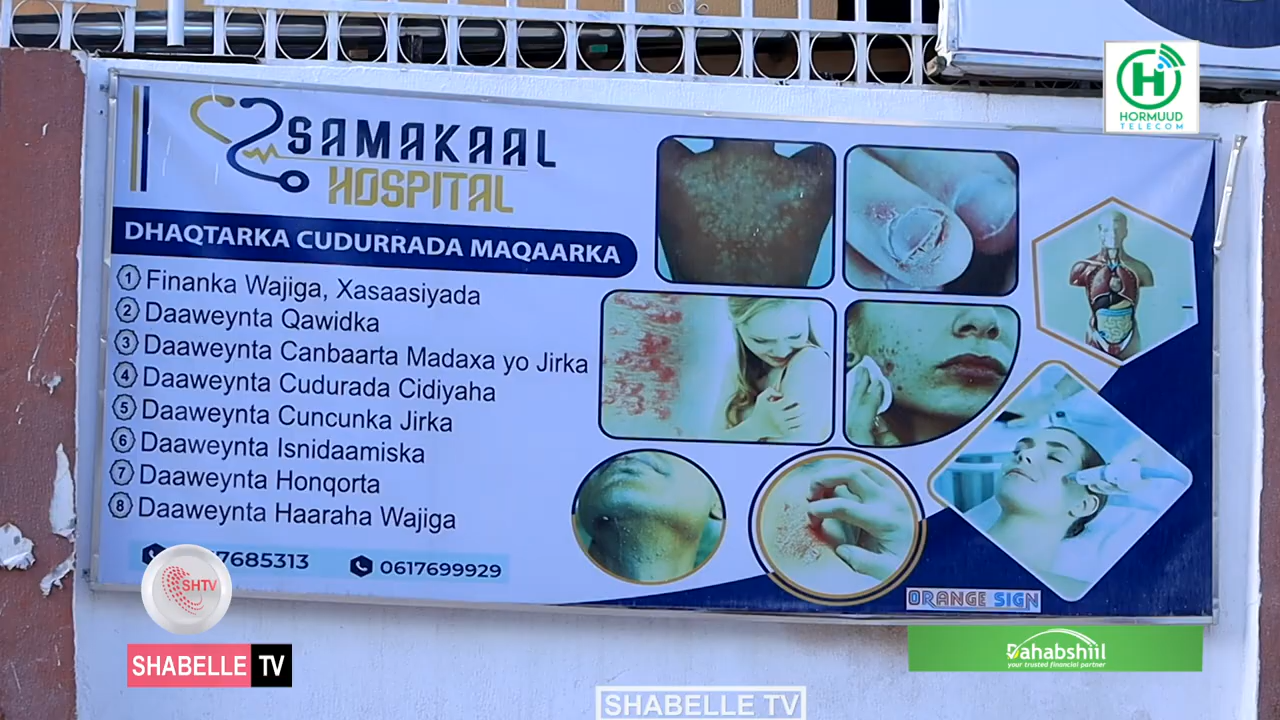 HORMUUD
TELECOM
SAMAKAAL
HOSPITAL
DHAQTARKA CUDURRADA MAQAARKA
1 Finanka Wajiga, Xasaasiyada
2 Daaweynta Qawidka
3 Daaweynta Canbaarta Madaxa yo Jirka
4 Daaweynta Cudurada Cidiyaha
5 Daaweynta Cuncunka Jirka
6 Daaweynta Isnidaamiska
7 Daaweynta Honqorta
8 Daaweynta Haaraha Wajiga
7685313 0617699929
ORANGE SIGN
SHTV
SHABELLE TV
Dahabshiil
your trusted financial partner
SHABELLE TV